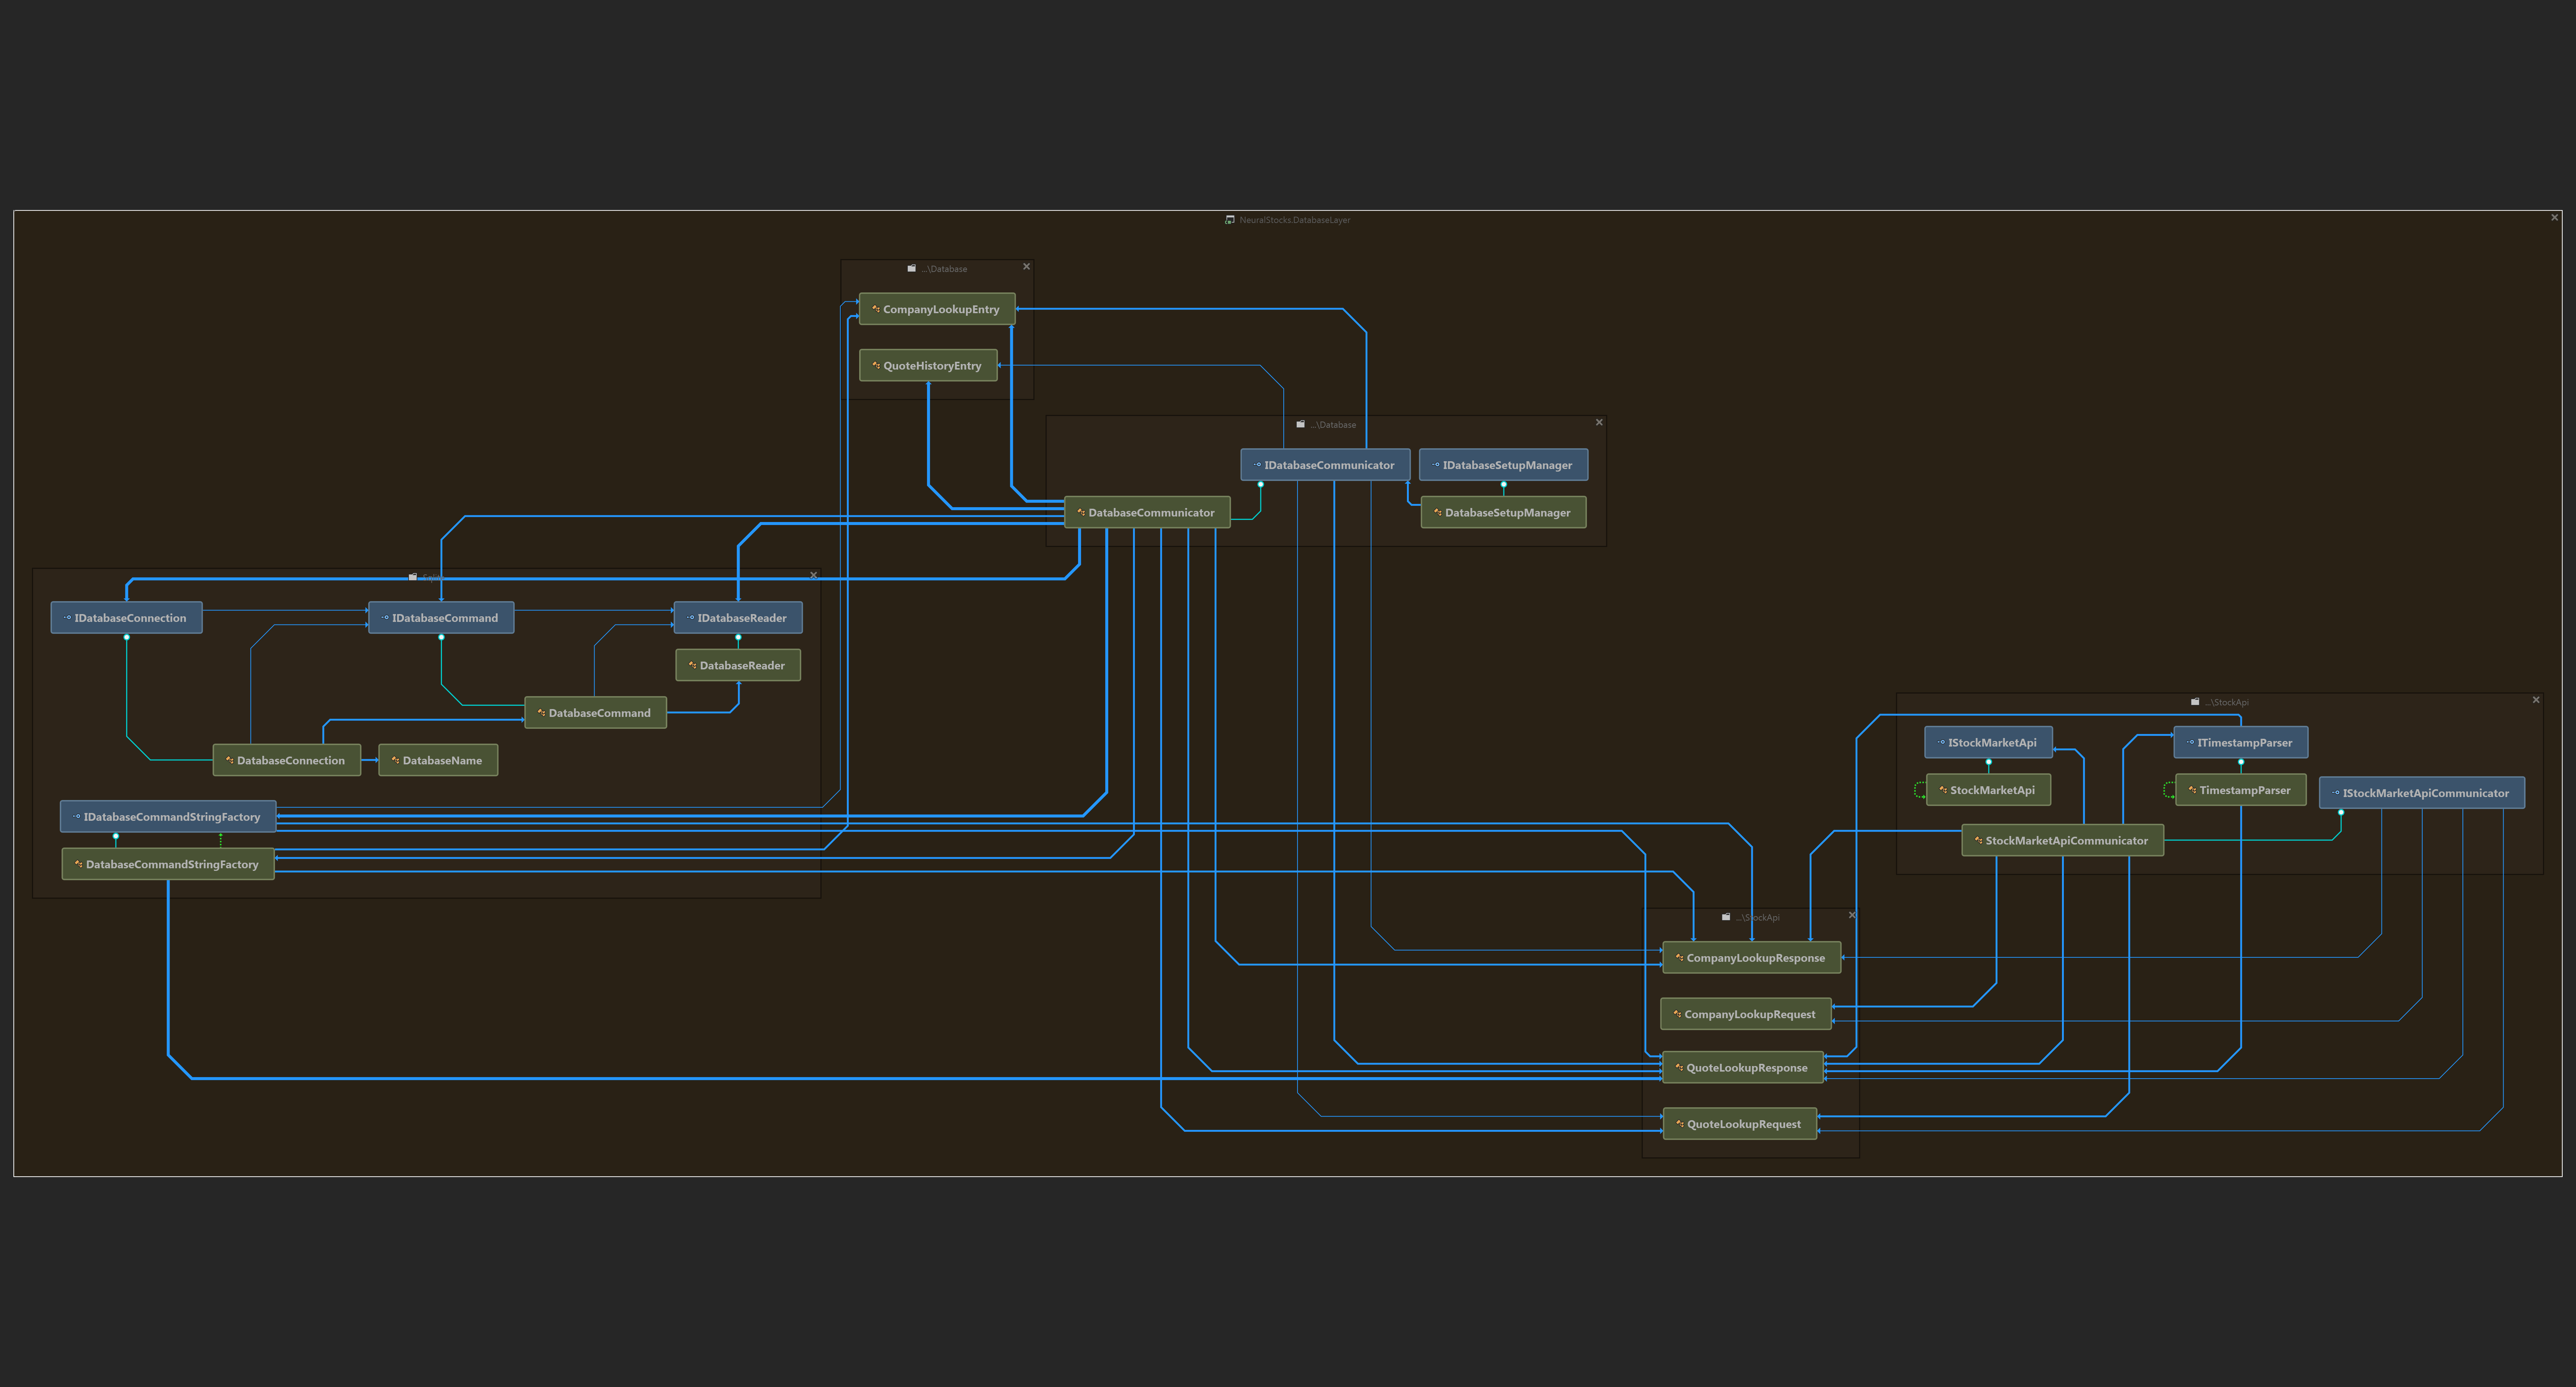 NeuralStocks.DatabaseLayer
...\Database
CompanyLookupEntry
QuoteHistoryEntry
...\Database
IDatabaseCommunicator
IDatabaseSetupManager
DatabaseCommunicator
DatabaseSetupManager
IDatabaseConnection
IDatabaseCommand
IDatabaseReader
DatabaseReader
DatabaseCommand
DatabaseConnection
DatabaseName
IDatabaseCommandStringFactory
DatabaseCommandStringFactory
...\StockApi
IStockMarketApi
ITimestampParser
StockMarketApi
TimestampParser
IStockMarketApiCommunicator
StockMarketApiCommunicator
...\StockApi
CompanyLookupResponse
CompanyLookupRequest
QuoteLookupResponse
QuoteLookupRequest